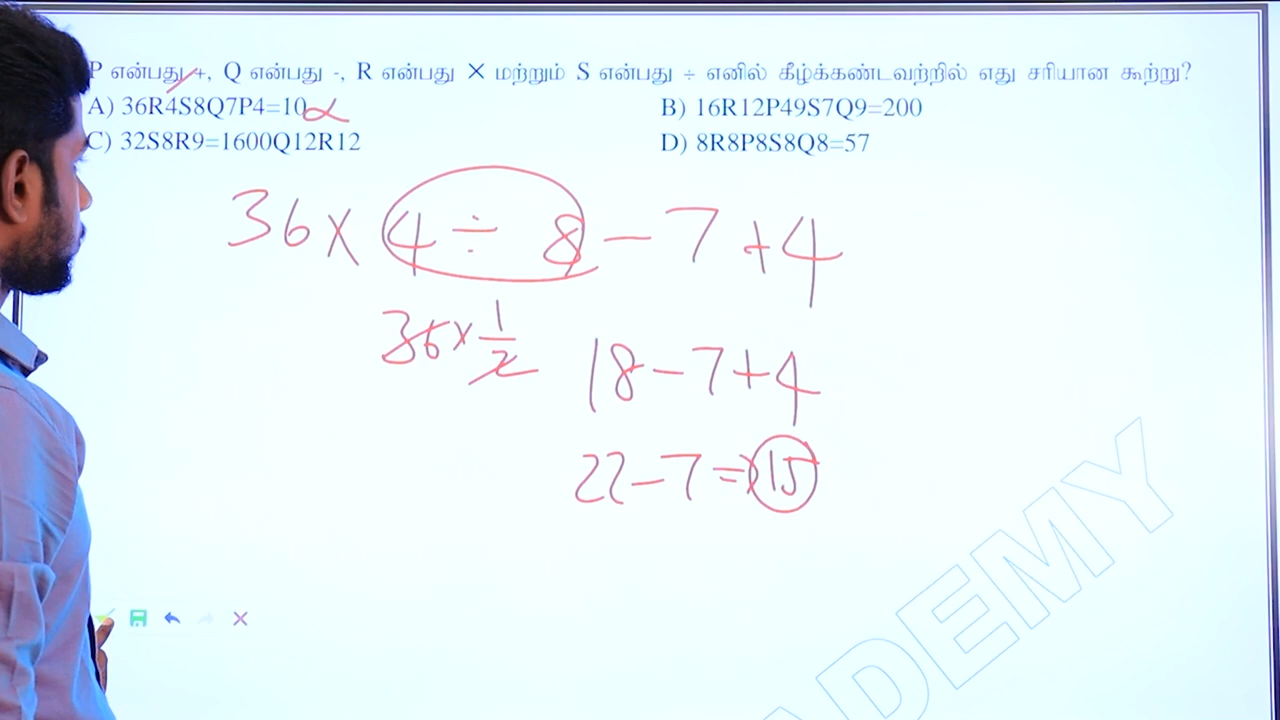 P என்பது +, Q என்பது -, R என்பது × மற்றும் S என்பது ÷ எனில் கீழ்க்கண்டவற்றில் எது சரியான கூற்று?
A) 36R4S8Q7P4=10
B) 16R12P49S7Q9=200
C) 32S8R9=1600Q12R12
D) 8R8P8S8Q8=57
36 × 4 ÷ 8 - 7 + 4
36 × 1/2
18 - 7 + 4
22 - 7 = 15
ADEMY